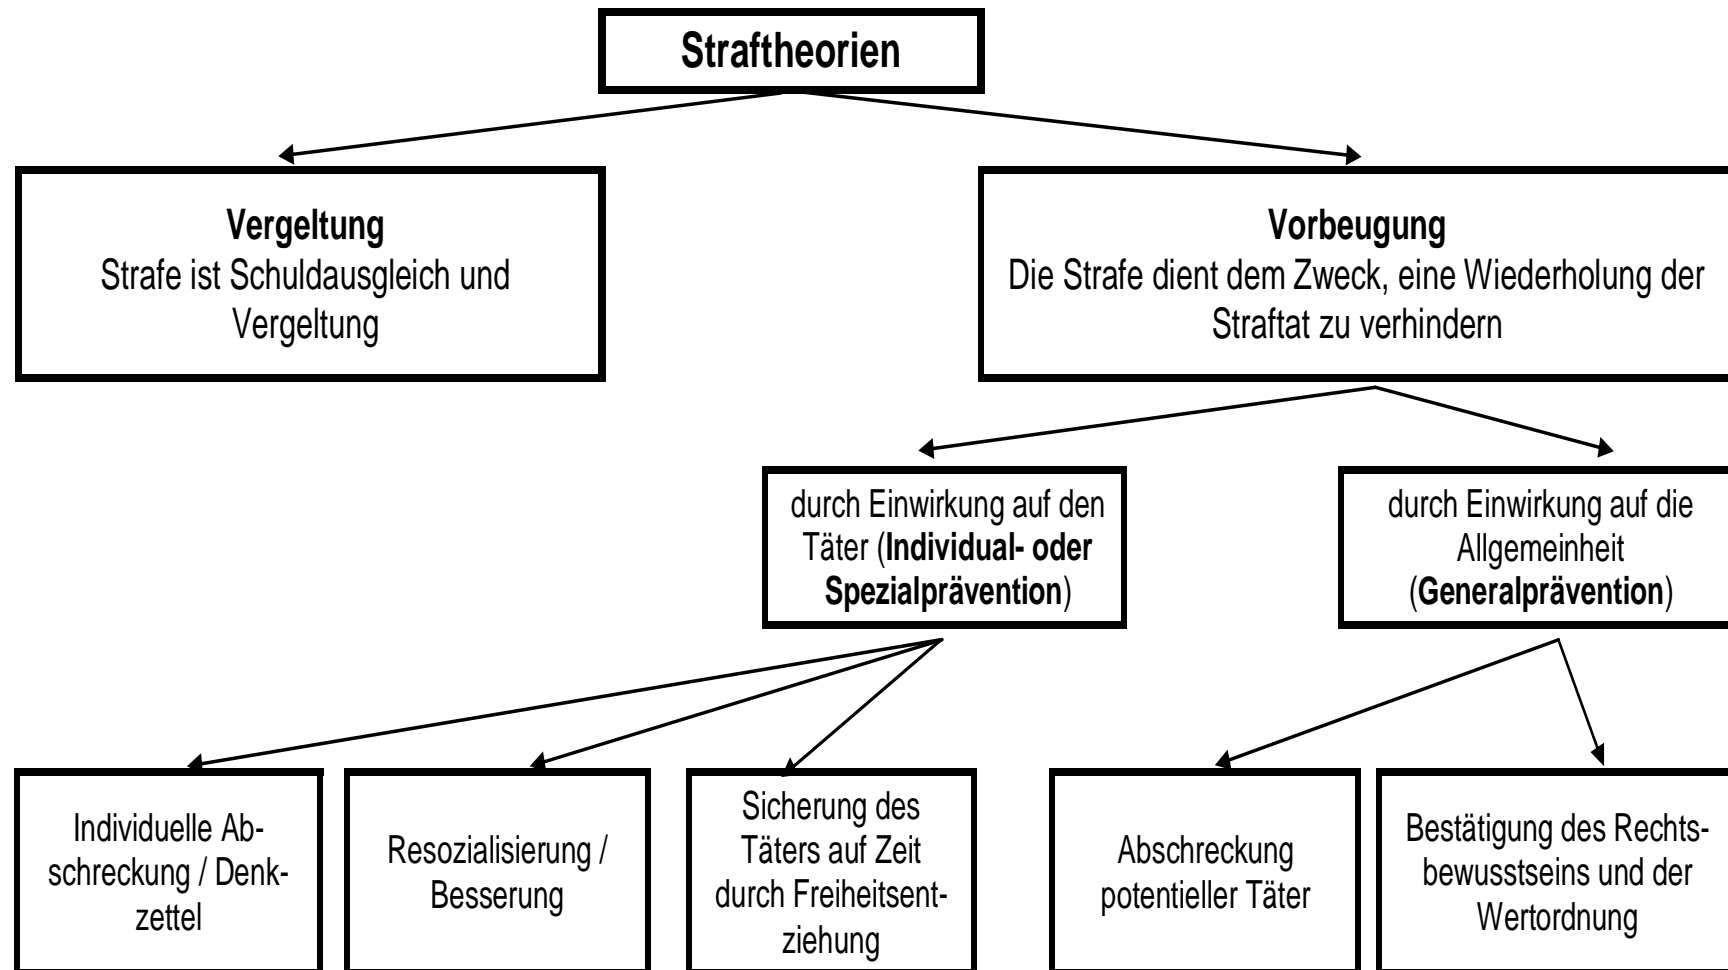 Straftheorien
Vergeltung
Strafe ist Schuldausgleich und
Vergeltung
Vorbeugung
Die Strafe dient dem Zweck, eine Wiederholung der
Straftat zu verhindern
durch Einwirkung auf den
Täter (Individual- oder
Spezialprävention)
durch Einwirkung auf die
Allgemeinheit
(Generalprävention)
Individuelle Ab-
schreckung / Denk-
zettel
Resozialisierung /
Besserung
Sicherung des
Täters auf Zeit
durch Freiheitsent-
ziehung
Abschreckung
potentieller Täter
Bestätigung des Rechts-
bewusstseins und der
Wertordnung